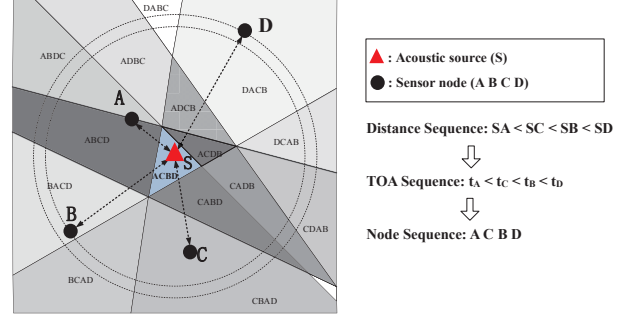 DABC
D
ABDC
ADBC
DACB
A
ADCB
ABCD
DCAB
ACDB
S
ACBD
CADB
BACD
CABD
B
CDAB
C
BCAD
CBAD
: Acoustic source (S)
: Sensor node (A B C D)
Distance Sequence: SA < SC < SB < SD
TOA Sequence: tA < tC < tB < tD
Node Sequence: A C B D